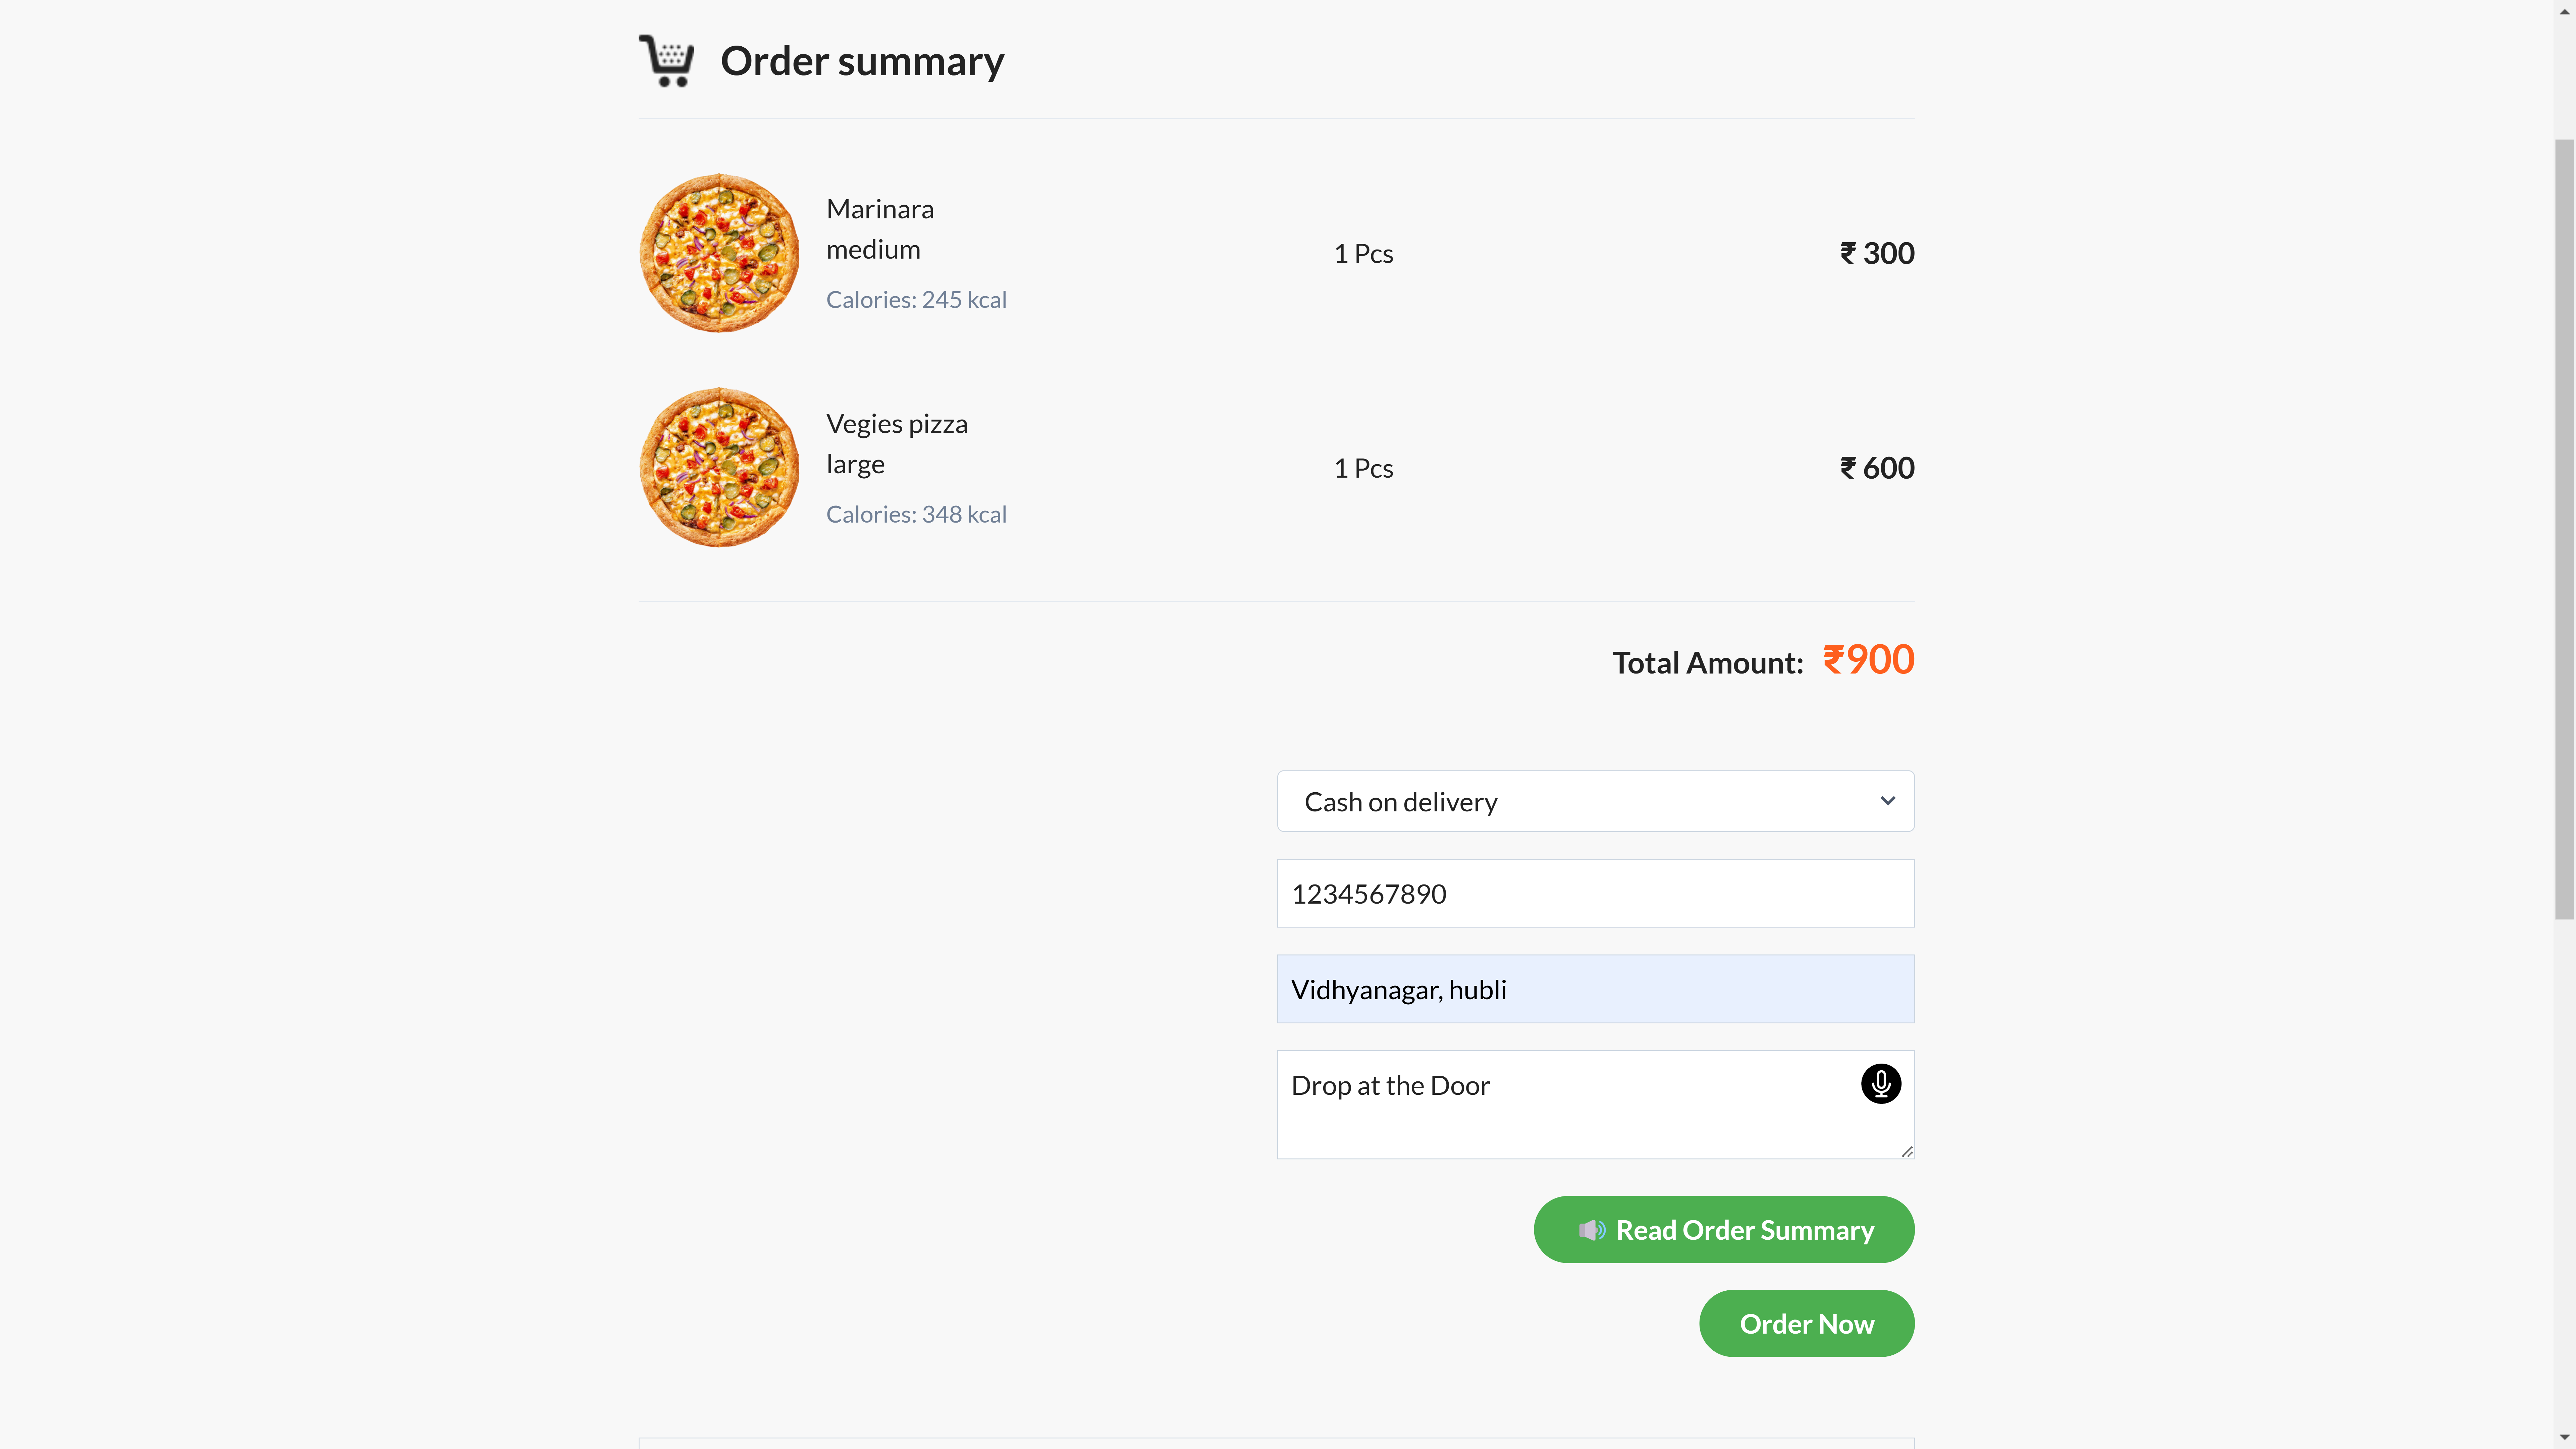 Order summary
Marinara
medium
Calories: 245 kcal
1 Pcs
₹ 300
Vegies pizza
large
Calories: 348 kcal
1 Pcs
₹ 600
Total Amount: ₹900
Cash on delivery
1234567890
Vidhyanagar, hubli
Drop at the Door
Read Order Summary
Order Now